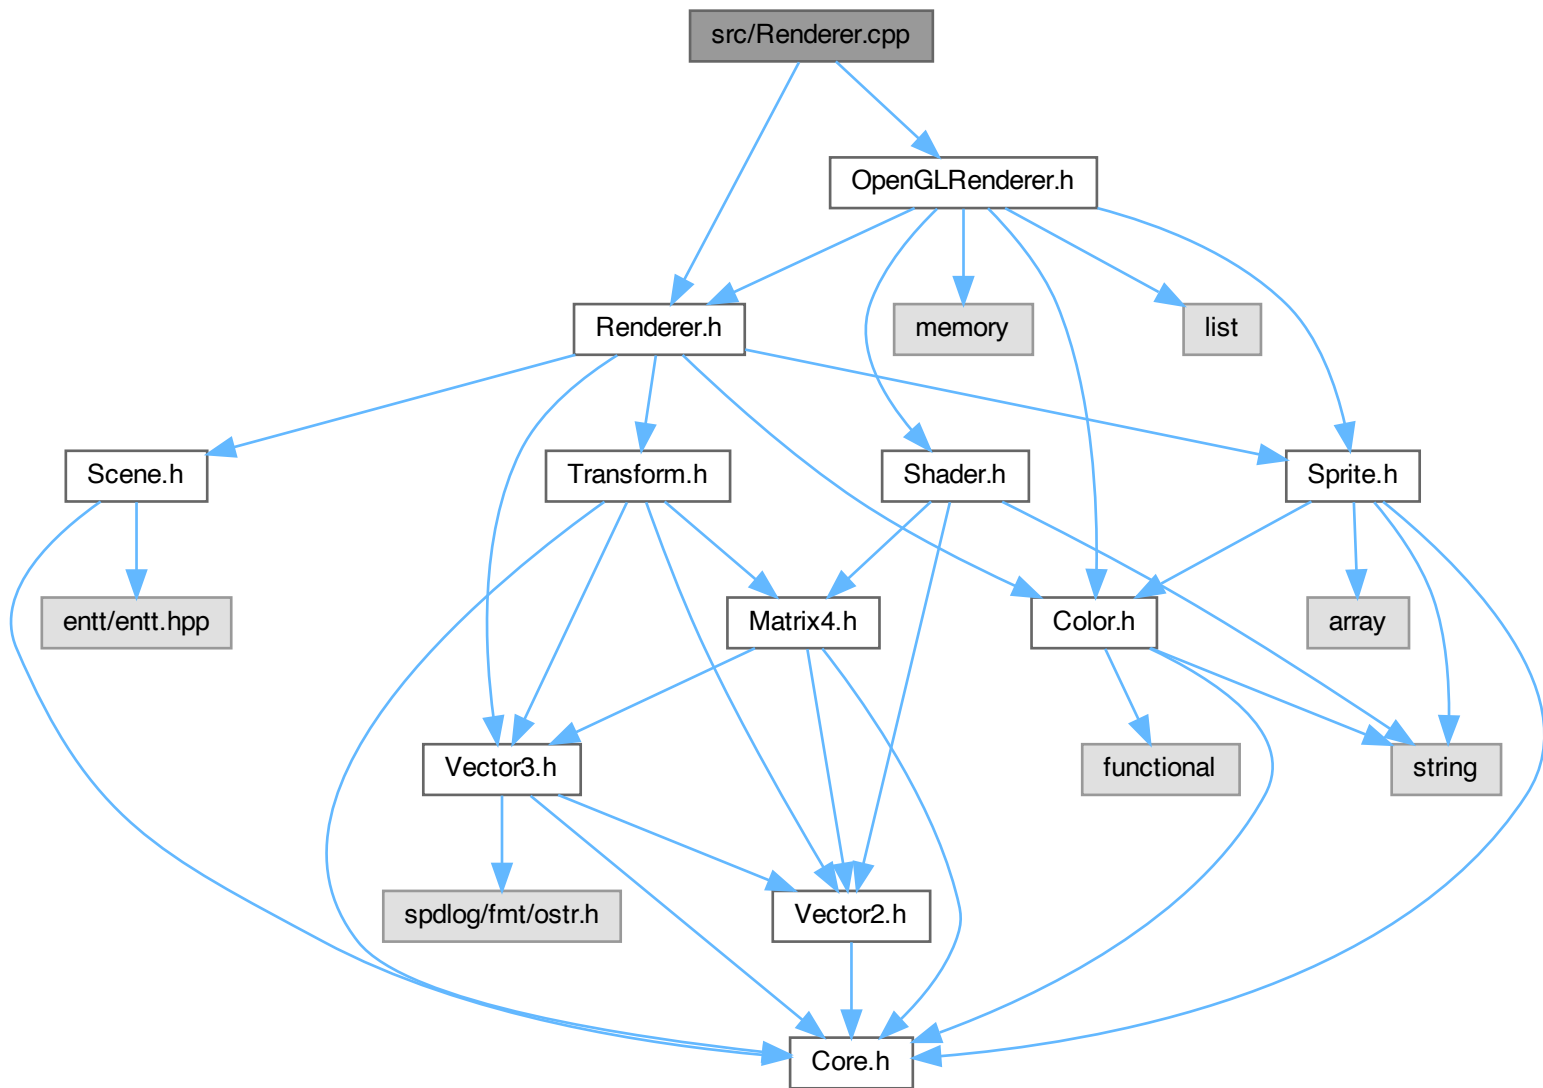 src/Renderer.cpp
OpenGLRenderer.h
Renderer.h
memory
list
Scene.h
Transform.h
Shader.h
Sprite.h
entt/entt.hpp
Matrix4.h
Color.h
array
Vector3.h
functional
string
spdlog/fmt/ostr.h
Vector2.h
Core.h